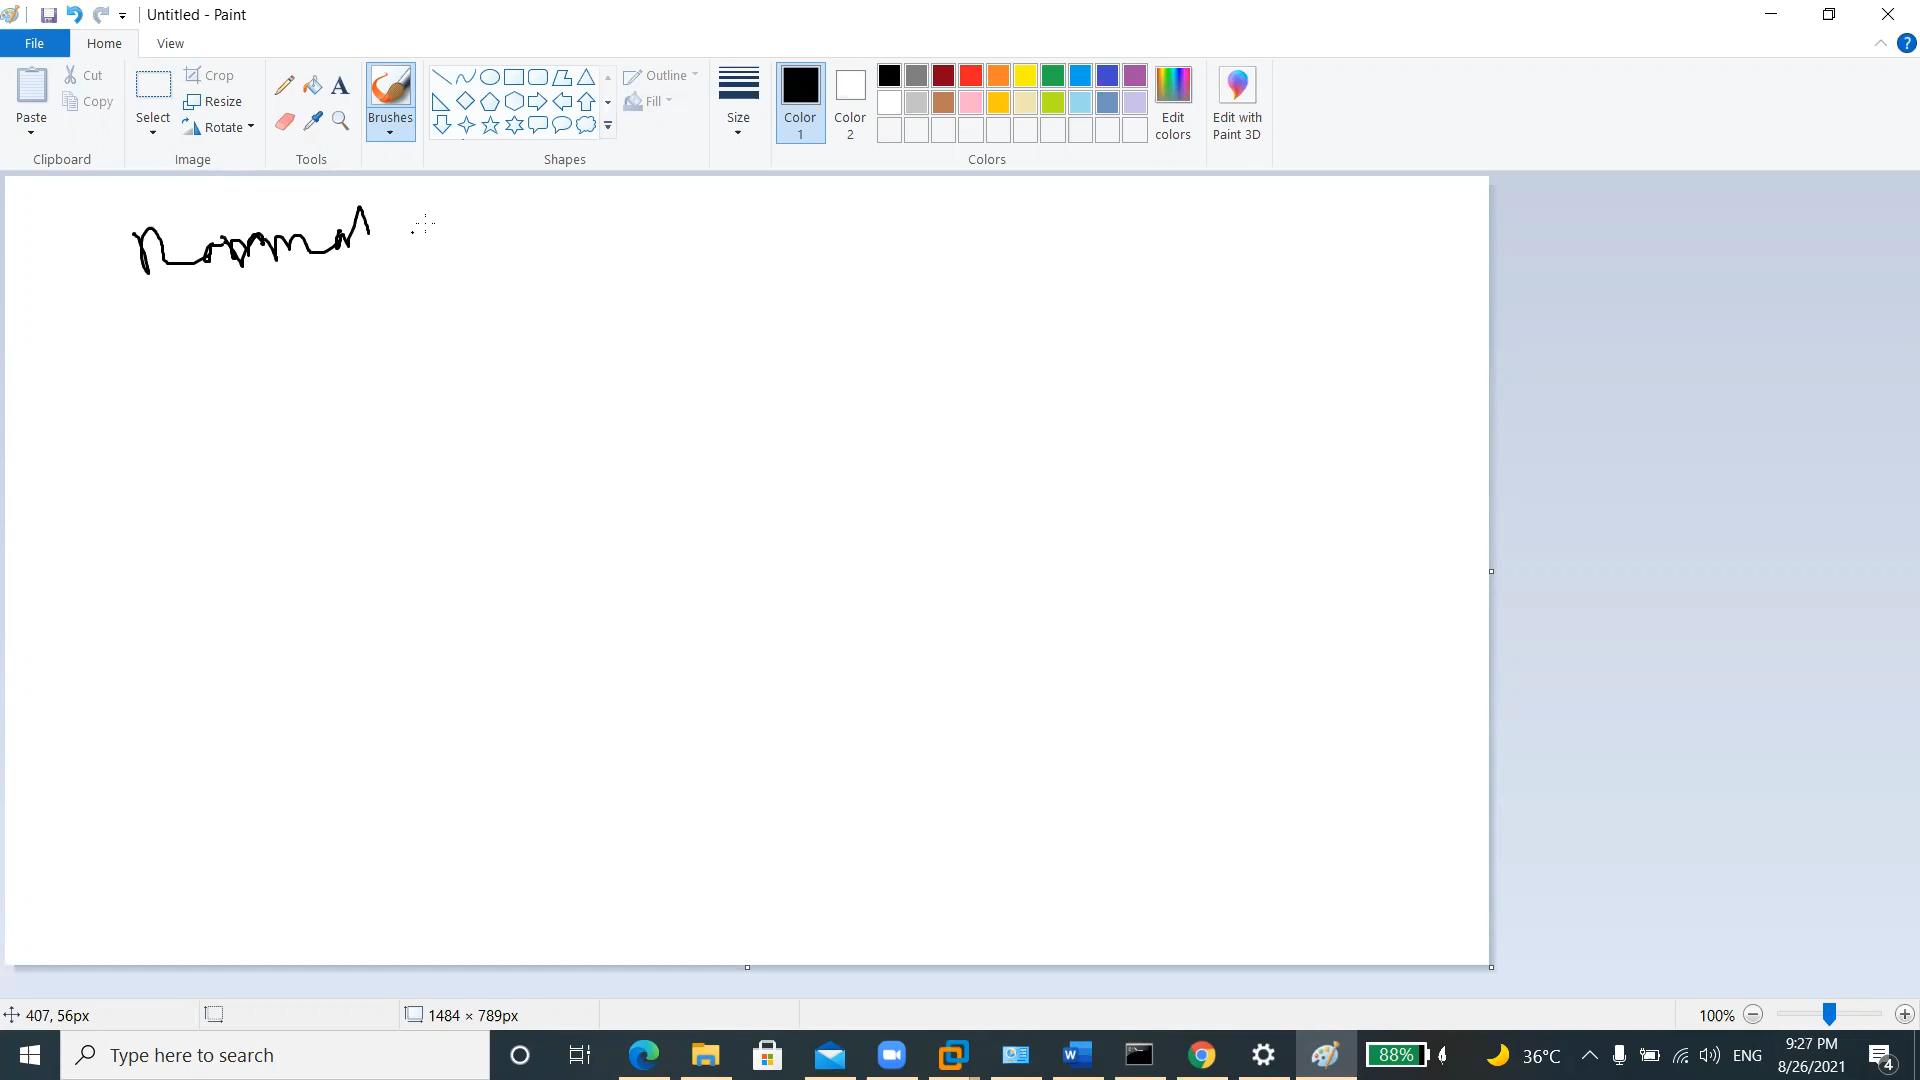 Untitled - Paint
File Home View
Paste
Cut
Copy
Clipboard
Select
Crop
Resize
Rotate
Image
Tools
Brushes
Shapes
Outline
Fill
Size
Color 1
Color 2
Colors
Edit colors
Edit with Paint 3D
Normal
407, 56px
1484 × 789px
100%
Type here to search
88%
36°C
ENG
9:27 PM
8/26/2021
4